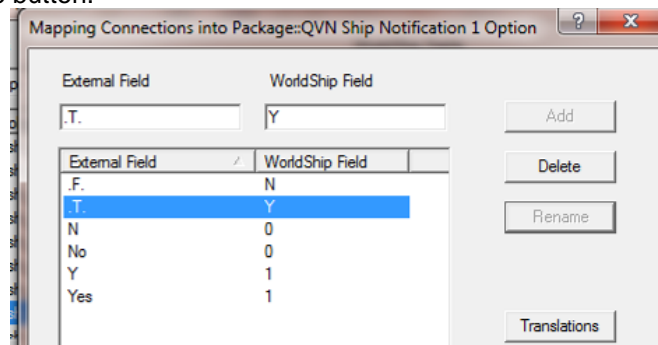 button.
Mapping Connections into Package::QVN Ship Notification 1 Option ? X
External Field WorldShip Field
.T. Y Add
External Field WorldShip Field Delete
.F. N
.T. Y Rename
N 0
No 0
Y 1
Yes 1
Translations